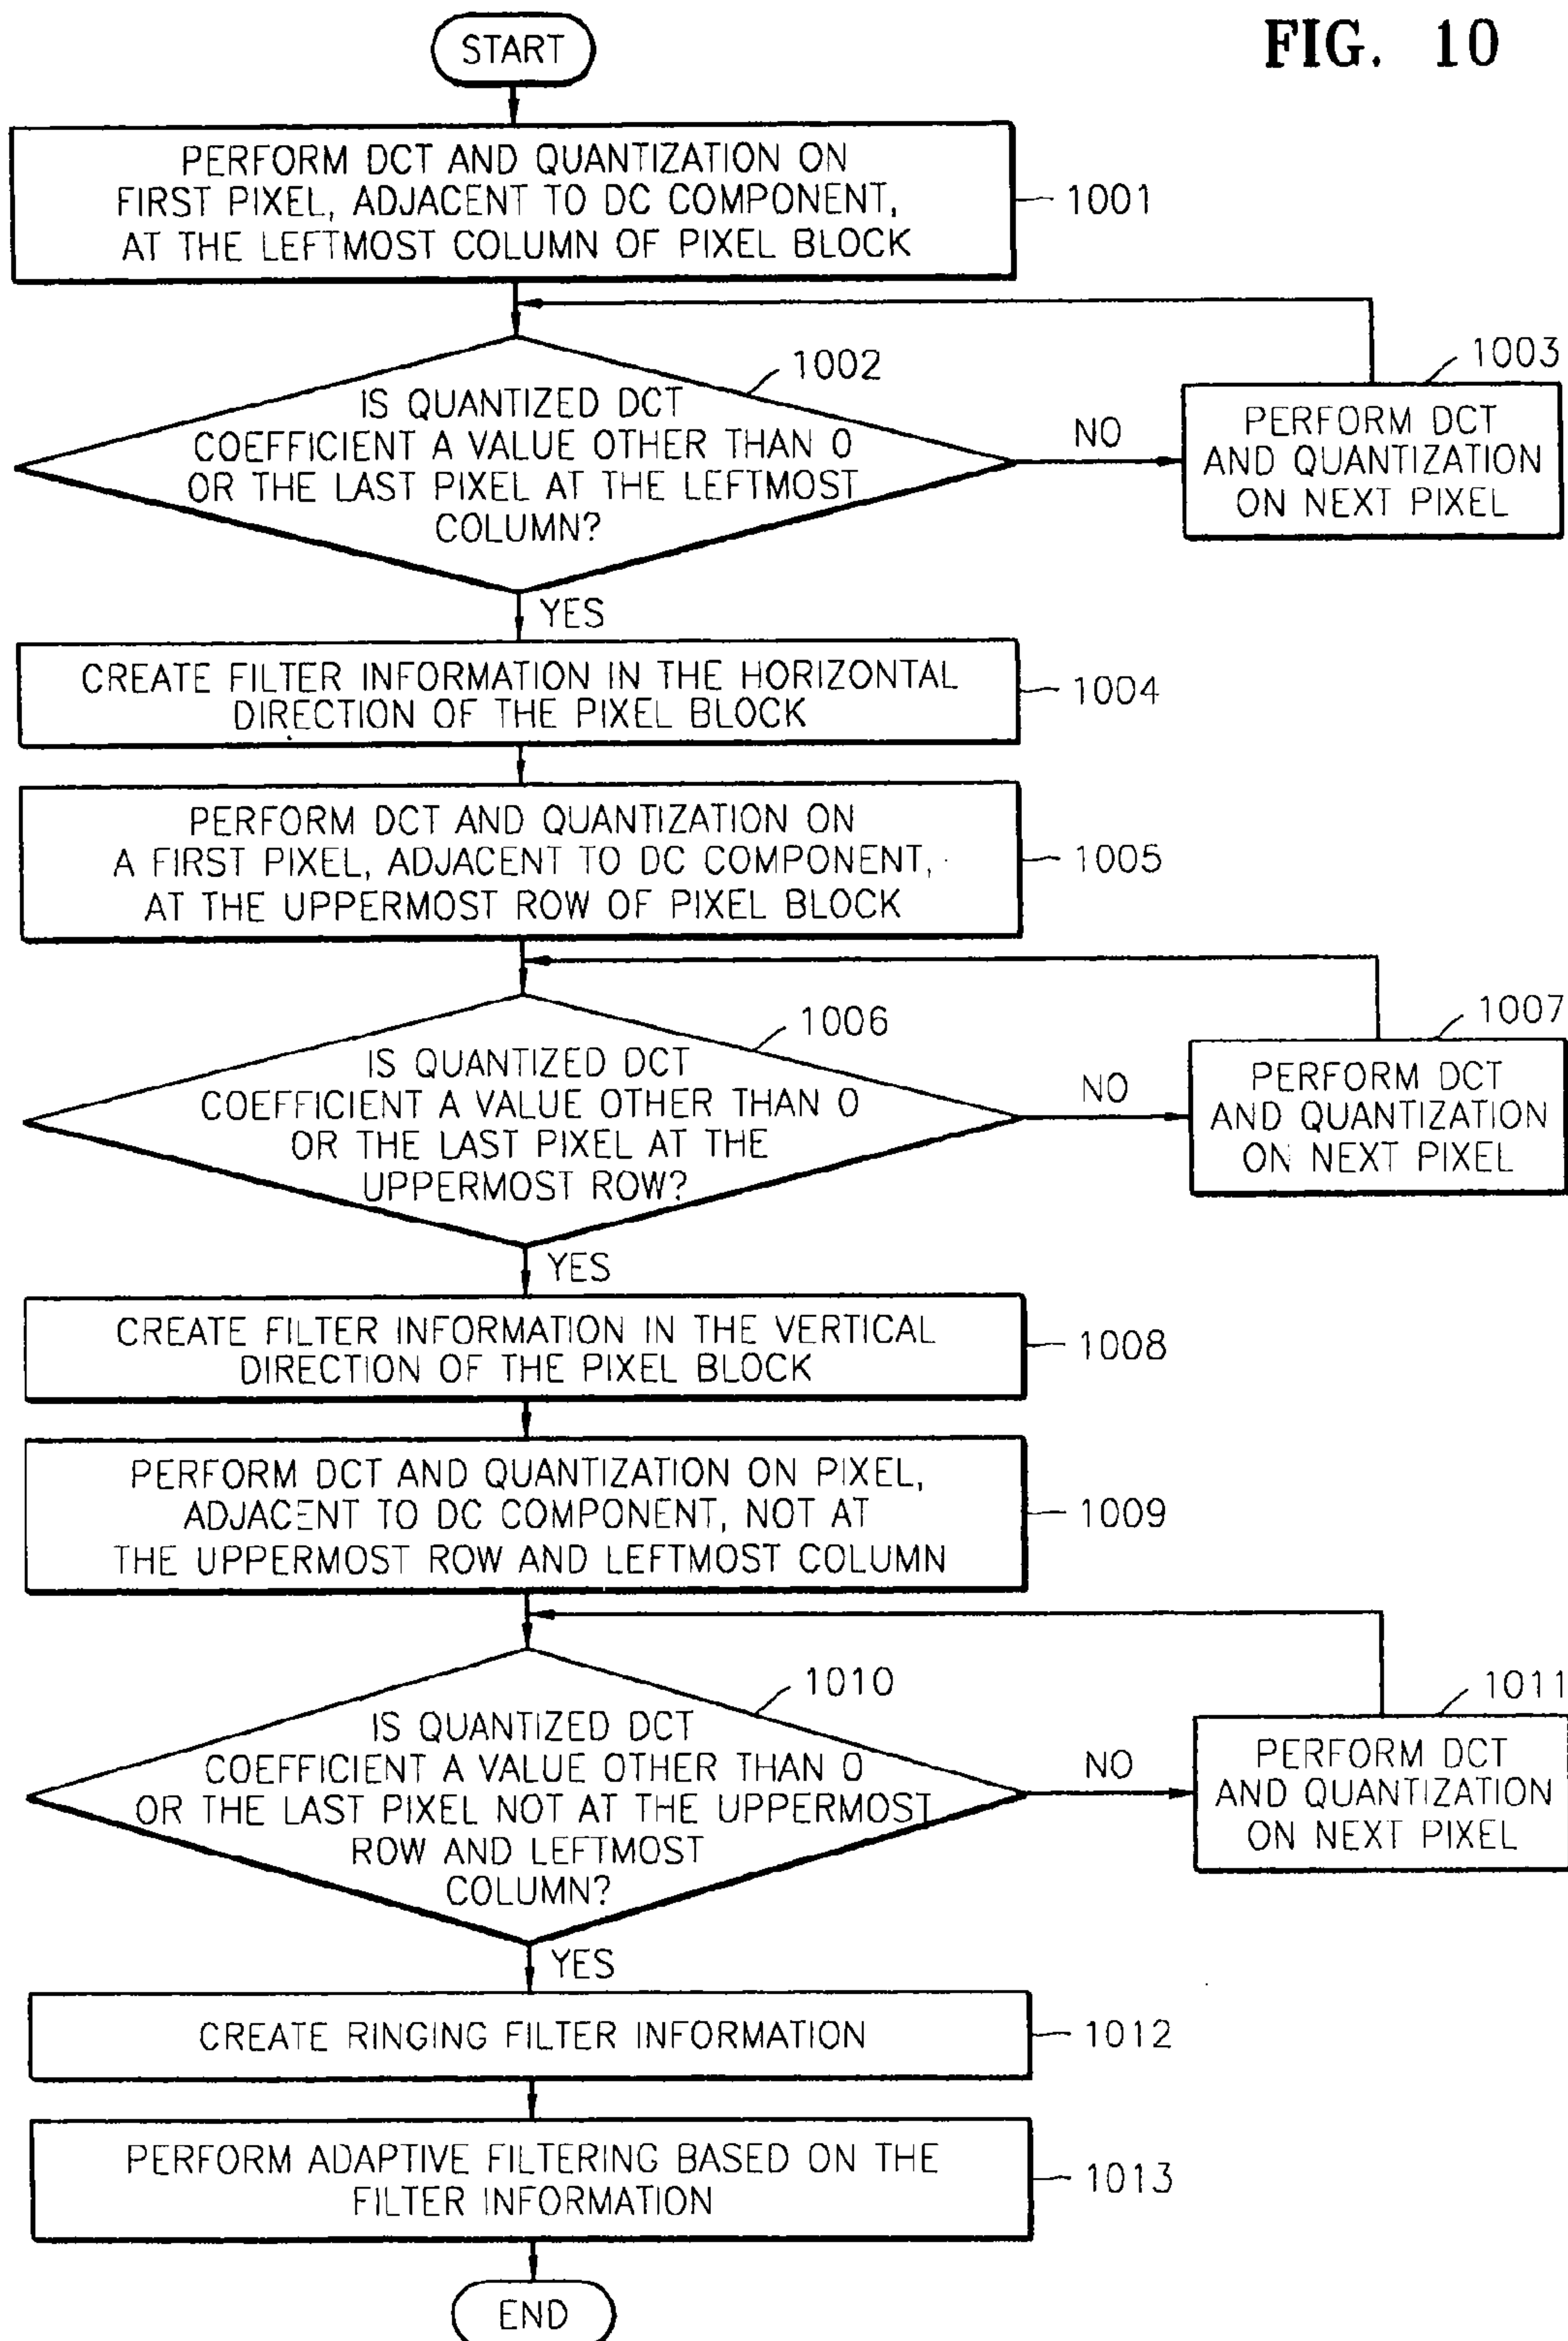 FIG. 10
START
PERFORM DCT AND QUANTIZATION ON
FIRST PIXEL, ADJACENT TO DC COMPONENT,
AT THE LEFTMOST COLUMN OF PIXEL BLOCK
1001
1002
IS QUANTIZED DCT
COEFFICIENT A VALUE OTHER THAN 0
OR THE LAST PIXEL AT THE LEFTMOST
COLUMN?
NO
1003
PERFORM DCT
AND QUANTIZATION
ON NEXT PIXEL
YES
CREATE FILTER INFORMATION IN THE HORIZONTAL
DIRECTION OF THE PIXEL BLOCK
1004
PERFORM DCT AND QUANTIZATION ON
A FIRST PIXEL, ADJACENT TO DC COMPONENT,
AT THE UPPERMOST ROW OF PIXEL BLOCK
1005
1006
IS QUANTIZED DCT
COEFFICIENT A VALUE OTHER THAN 0
OR THE LAST PIXEL AT THE
UPPERMOST ROW?
NO
1007
PERFORM DCT
AND QUANTIZATION
ON NEXT PIXEL
YES
CREATE FILTER INFORMATION IN THE VERTICAL
DIRECTION OF THE PIXEL BLOCK
1008
PERFORM DCT AND QUANTIZATION ON PIXEL,
ADJACENT TO DC COMPONENT, NOT AT
THE UPPERMOST ROW AND LEFTMOST COLUMN
1009
1010
IS QUANTIZED DCT
COEFFICIENT A VALUE OTHER THAN 0
OR THE LAST PIXEL NOT AT THE UPPERMOST
ROW AND LEFTMOST
COLUMN?
NO
1011
PERFORM DCT
AND QUANTIZATION
ON NEXT PIXEL
YES
CREATE RINGING FILTER INFORMATION
1012
PERFORM ADAPTIVE FILTERING BASED ON THE
FILTER INFORMATION
1013
END